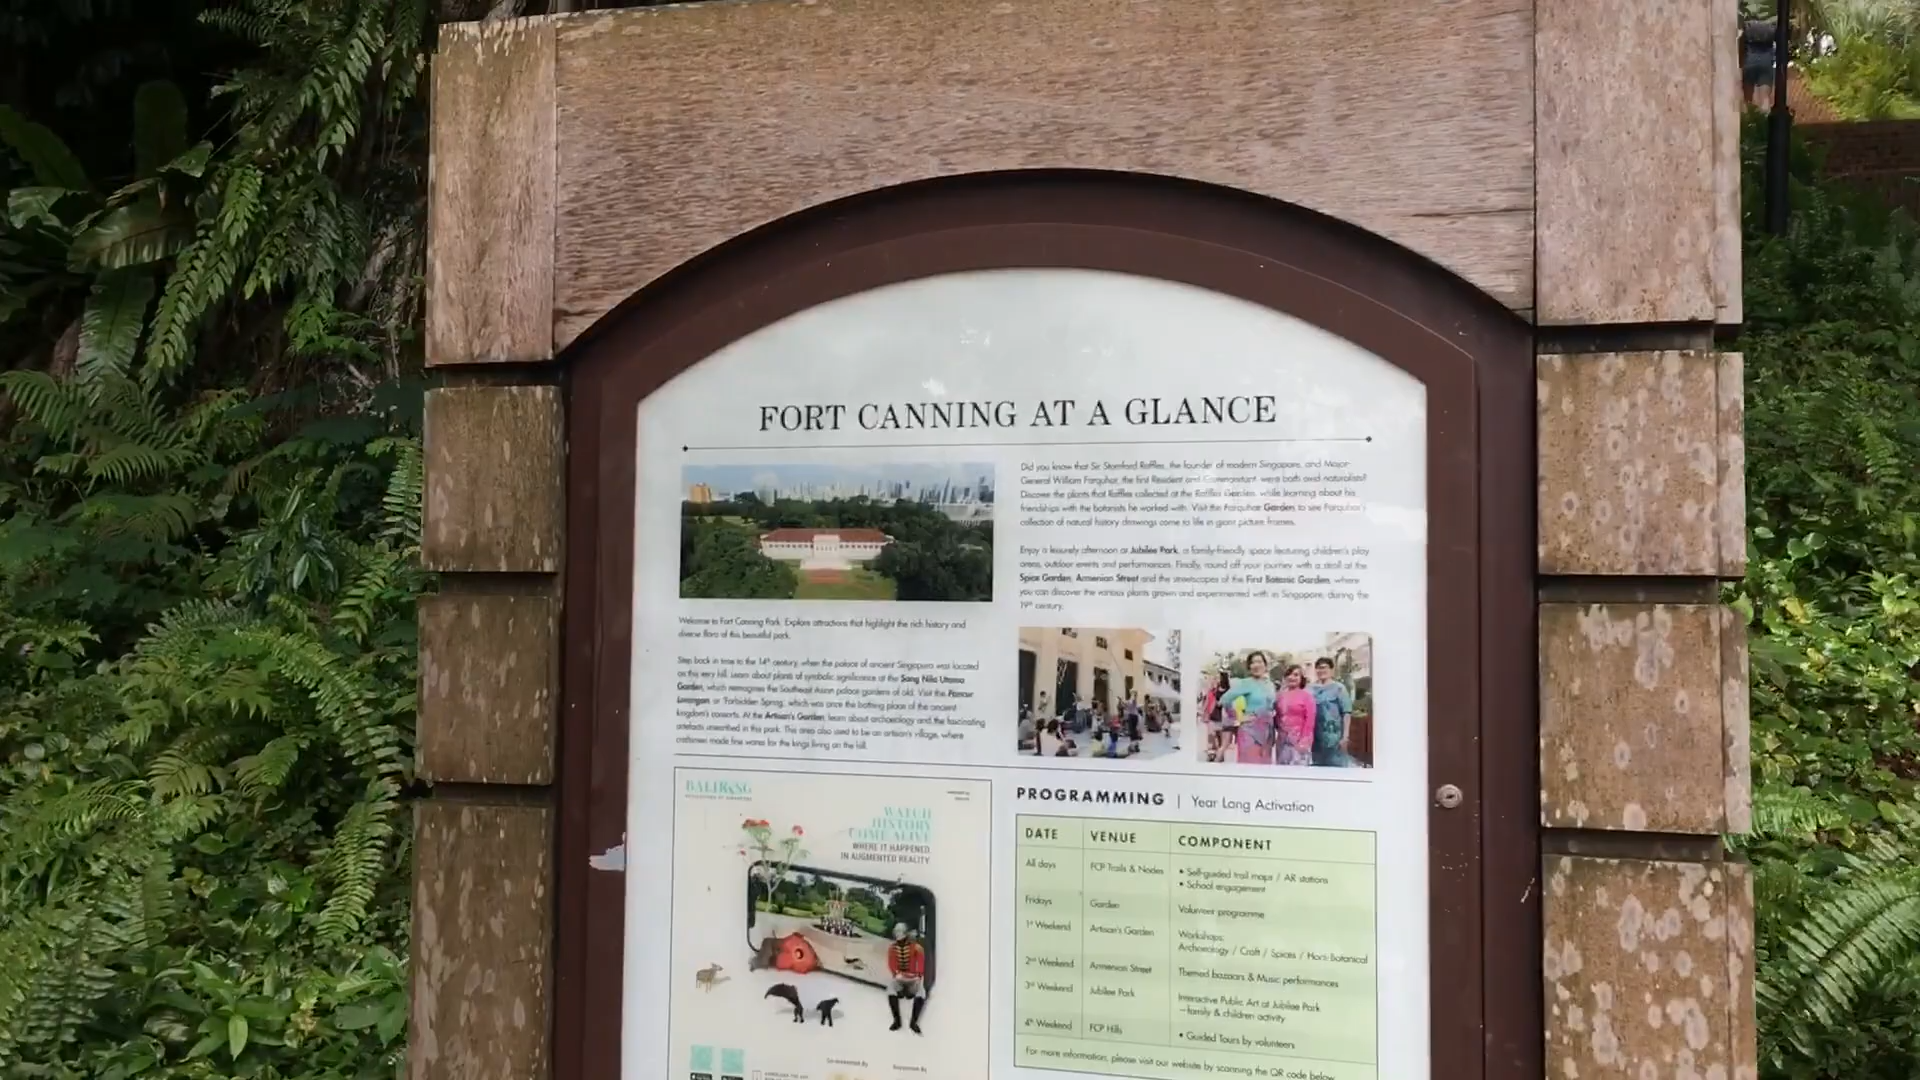 FORT CANNING AT A GLANCE
Welcome to Fort Canning Park. Explore attractions that highlight the rich history and
diverse flora of this beautiful park.
Step back in time to the 14th century, when the palace of ancient Singapura was located
on this very hill. Learn about plants of symbolic significance at the Sang Nila Utama
Garden, which reimagines the Southeast Asian palace gardens of old. Visit the Pancur
Larangan or 'Forbidden Spring', which was once the bathing place of the ancient
kingdom's consorts. At the Artisan's Garden, learn about archaeology and the fascinating
artefacts unearthed in this park. This area also used to be an artisan's village, where
craftsmen made fine wares for the kings living on the hill.
Did you know that Sir Stamford Raffles, the founder of modern Singapore, and Major-
General William Farquhar, the first Resident and Commandant, were both avid naturalists?
Discover the plants that Raffles collected at the Raffles Garden, while learning about his
friendships with the botanists he worked with. Visit the Farquhar Garden to see Farquhar's
collection of natural history drawings come to life in giant picture frames.
Enjoy a leisurely afternoon at Jubilee Park, a family-friendly space featuring children's play
areas, outdoor events and performances. Finally, round off your journey with a stroll at the
Spice Garden, Armenian Street and the streetscapes of the First Botanic Garden, where
you can discover the various plants grown and experimented with in Singapore, during the
19th century.
BALIKSG
WATCH
HISTORY
COME ALIVE
WHERE IT HAPPENED
IN AUGMENTED REALITY
PROGRAMMING | Year Long Activation
DATE VENUE COMPONENT
All days FCP Trails & Nodes • Self-guided trail maps / AR stations
• School engagement
Fridays Garden Volunteer programme
1st Weekend Artisan's Garden Workshops:
Archaeology / Craft / Spices / Horti-Botanical
2nd Weekend Armenian Street Themed bazaars & Music performances
3rd Weekend Jubilee Park Interactive Public Art at Jubilee Park
—family & children activity
4th Weekend FCP Hills • Guided Tours by volunteers
For more information, please visit our website by scanning the QR code below